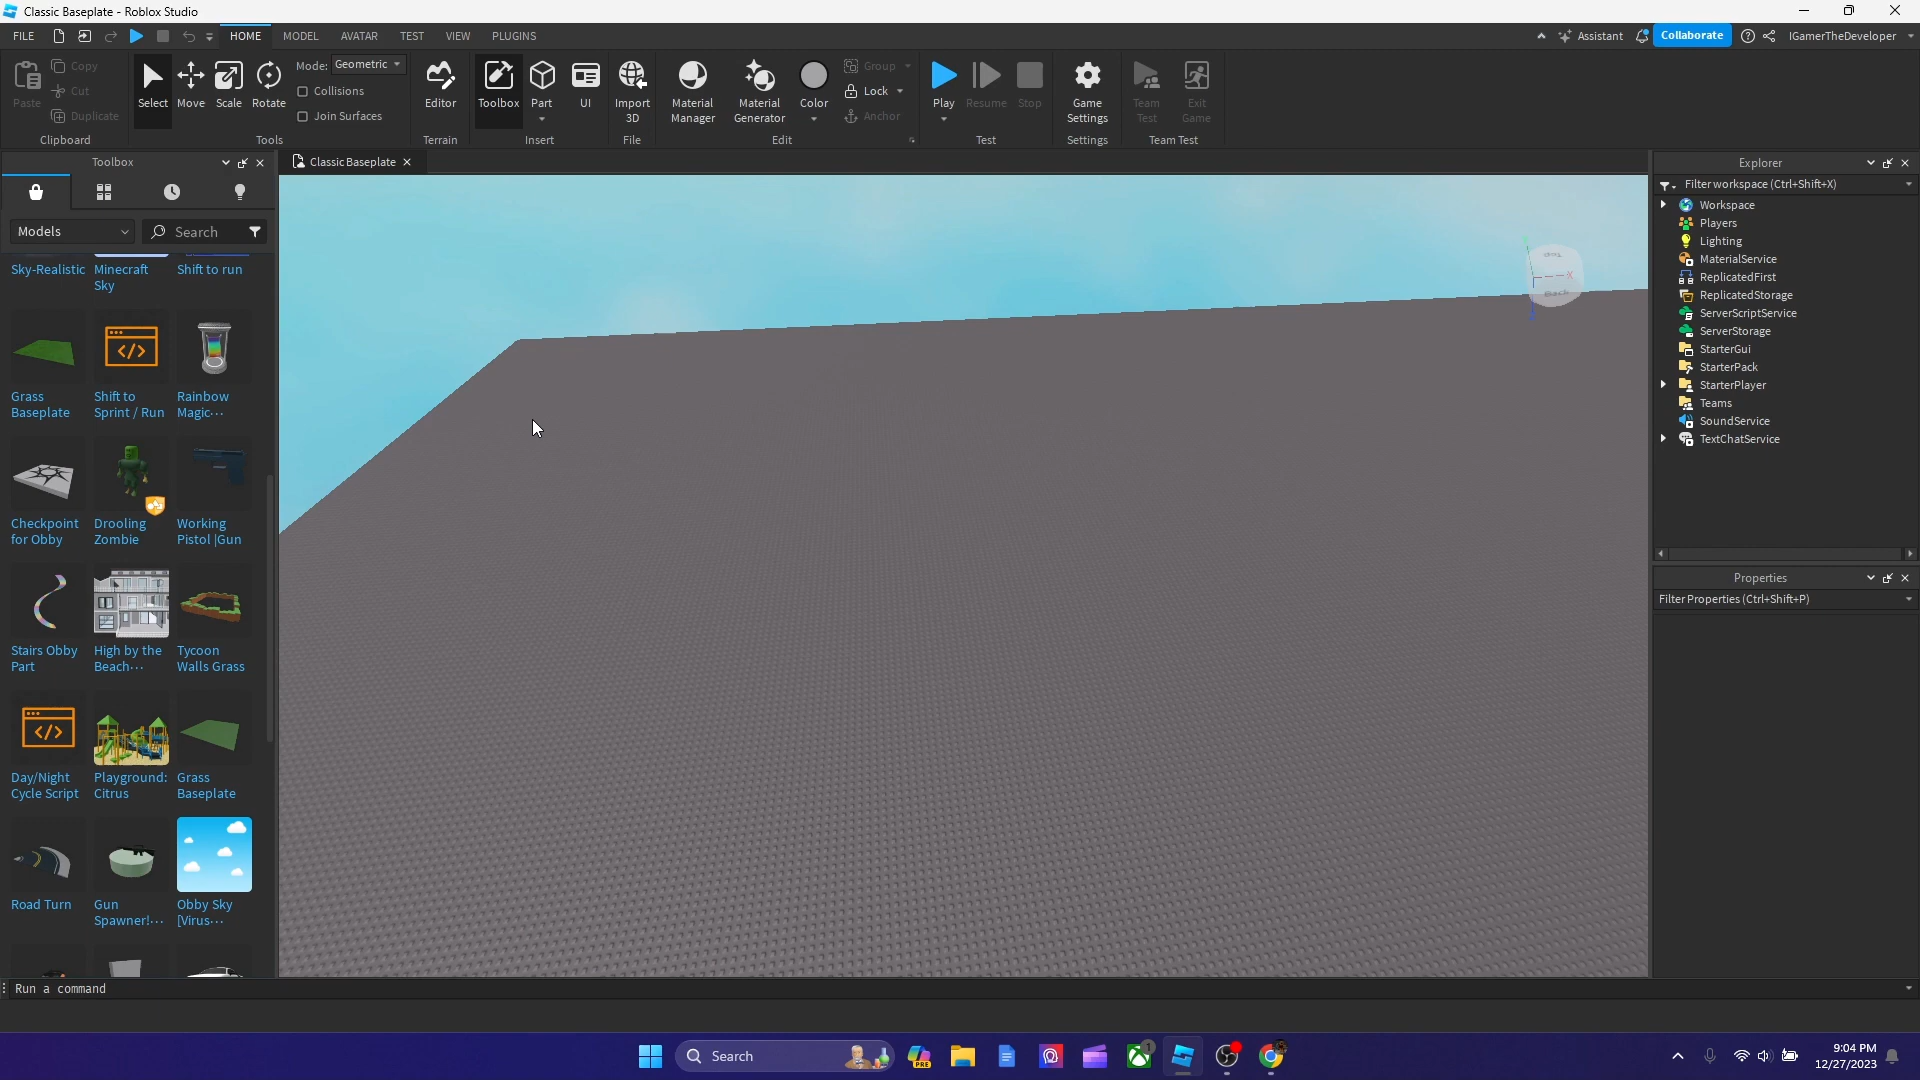 Classic Baseplate - Roblox Studio
FILE HOME MODEL AVATAR TEST VIEW PLUGINS Assistant Collaborate IGamerTheDeveloper
Paste Copy Cut Duplicate
Clipboard
Select Move Scale Rotate
Mode: Geometric
Collisions
Join Surfaces
Tools
Editor
Terrain
Toolbox Part UI
Insert
Import
3D
File
Material
Manager
Material
Generator
Color
Group
Lock
Anchor
Edit
Play Resume Stop
Test
Game
Settings
Settings
Team
Test
Exit
Game
Team Test
Toolbox
Models
Search
Sky-Realistic
Minecraft
Sky
Shift to run
Grass
Baseplate
Shift to
Sprint / Run
Rainbow
Magic...
Checkpoint
for Obby
Drooling
Zombie
Working
Pistol |Gun
Stairs Obby
Part
High by the
Beach...
Tycoon
Walls Grass
Day/Night
Cycle Script
Playground:
Citrus
Grass
Baseplate
Road Turn
Gun
Spawner!...
Obby Sky
[Virus...
Classic Baseplate
Top
Back
X
Explorer
Filter workspace (Ctrl+Shift+X)
Workspace
Players
Lighting
MaterialService
ReplicatedFirst
ReplicatedStorage
ServerScriptService
ServerStorage
StarterGui
StarterPack
StarterPlayer
Teams
SoundService
TextChatService
Properties
Filter Properties (Ctrl+Shift+P)
Run a command
Search
PRE
1
9:04 PM
12/27/2023